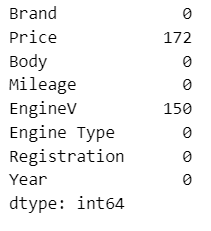 Brand 0
Price 172
Body 0
Mileage 0
EngineV 150
Engine Type 0
Registration 0
Year 0
dtype: int64